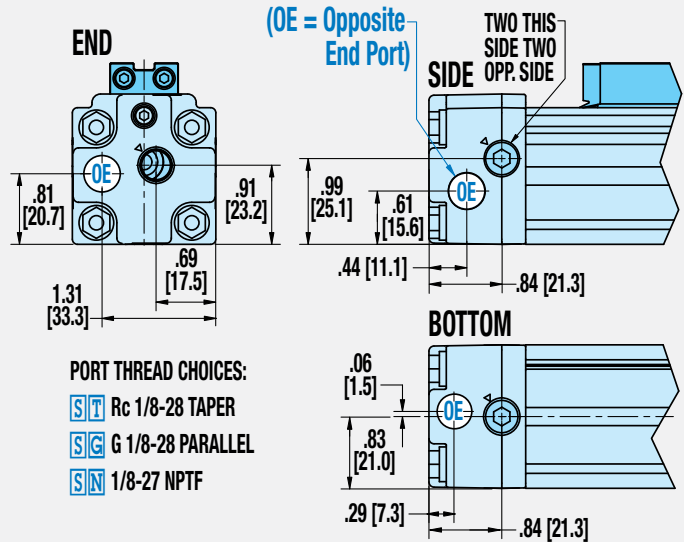 END
(OE = Opposite
End Port)
SIDE
TWO THIS
SIDE TWO
OPP. SIDE
OE
.81
[20.7]
.91
[23.2]
.69
[17.5]
1.31
[33.3]
OE
.99
[25.1]
.61
[15.6]
.44 [11.1]
.84 [21.3]
PORT THREAD CHOICES:
ST Rc 1/8-28 TAPER
SG G 1/8-28 PARALLEL
SN 1/8-27 NPTF
BOTTOM
.06
[1.5]
OE
.83
[21.0]
.29 [7.3]
.84 [21.3]